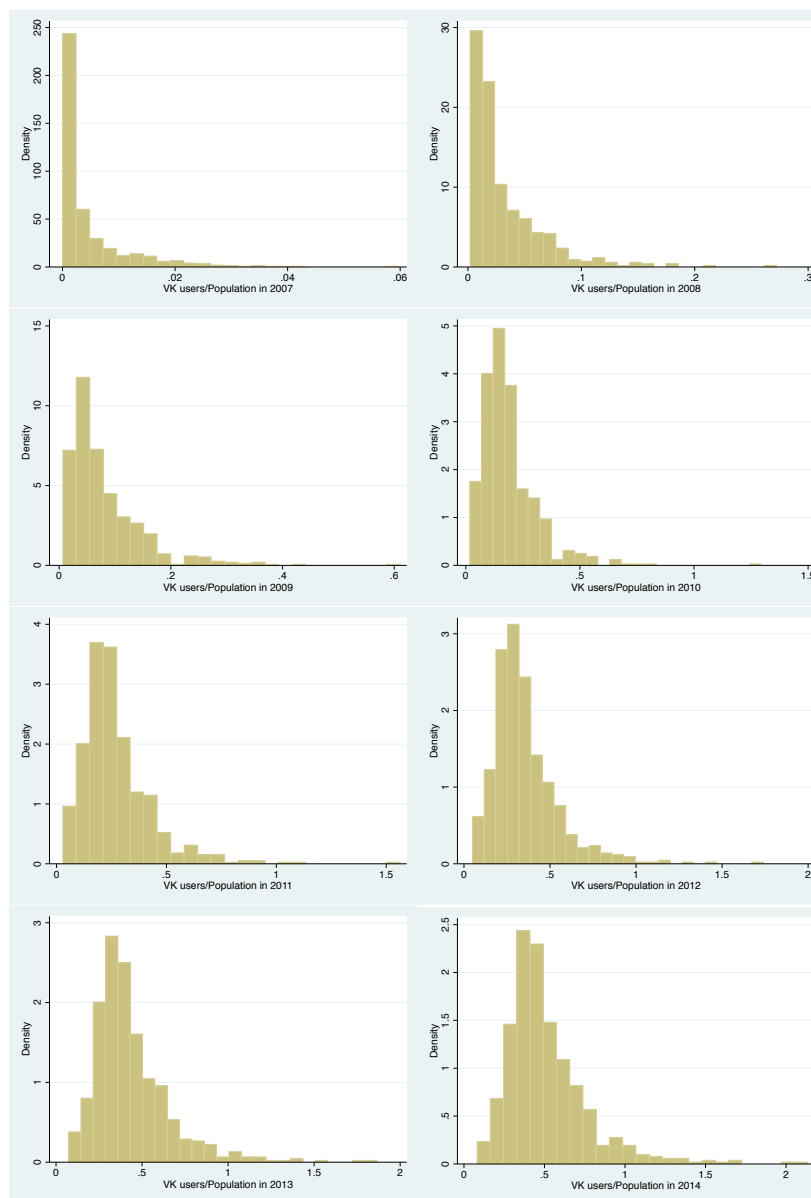 250
200
150
100
50
0
Density
0 .02 .04 .06
VK users/Population in 2007
30
20
10
0
Density
0 .1 .2 .3
VK users/Population in 2008
15
10
5
0
Density
0 .2 .4 .6
VK users/Population in 2009
5
4
3
2
1
0
Density
0 .5 1 1.5
VK users/Population in 2010
4
3
2
1
0
Density
0 .5 1 1.5
VK users/Population in 2011
3
2
1
0
Density
0 .5 1 1.5 2
VK users/Population in 2012
3
2
1
0
Density
0 .5 1 1.5 2
VK users/Population in 2013
2.5
2
1.5
1
.5
0
Density
0 .5 1 1.5 2
VK users/Population in 2014